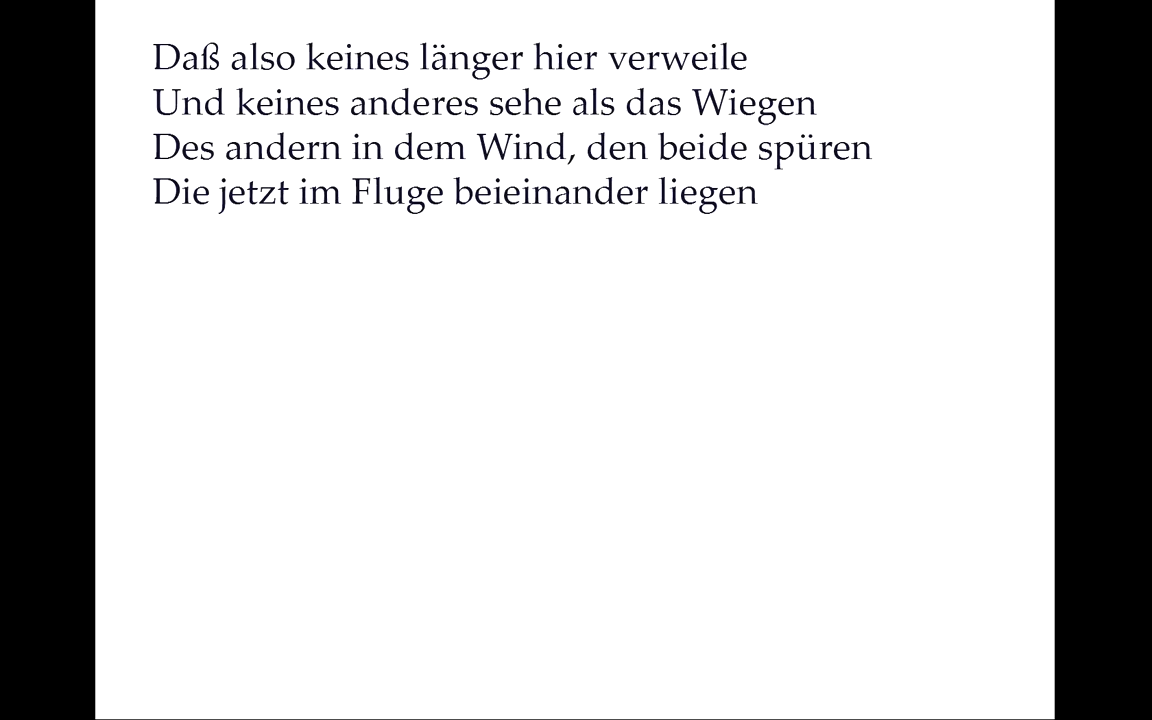 Daß also keines länger hier verweile
Und keines anderes sehe als das Wiegen
Des andern in dem Wind, den beide spüren
Die jetzt im Fluge beieinander liegen